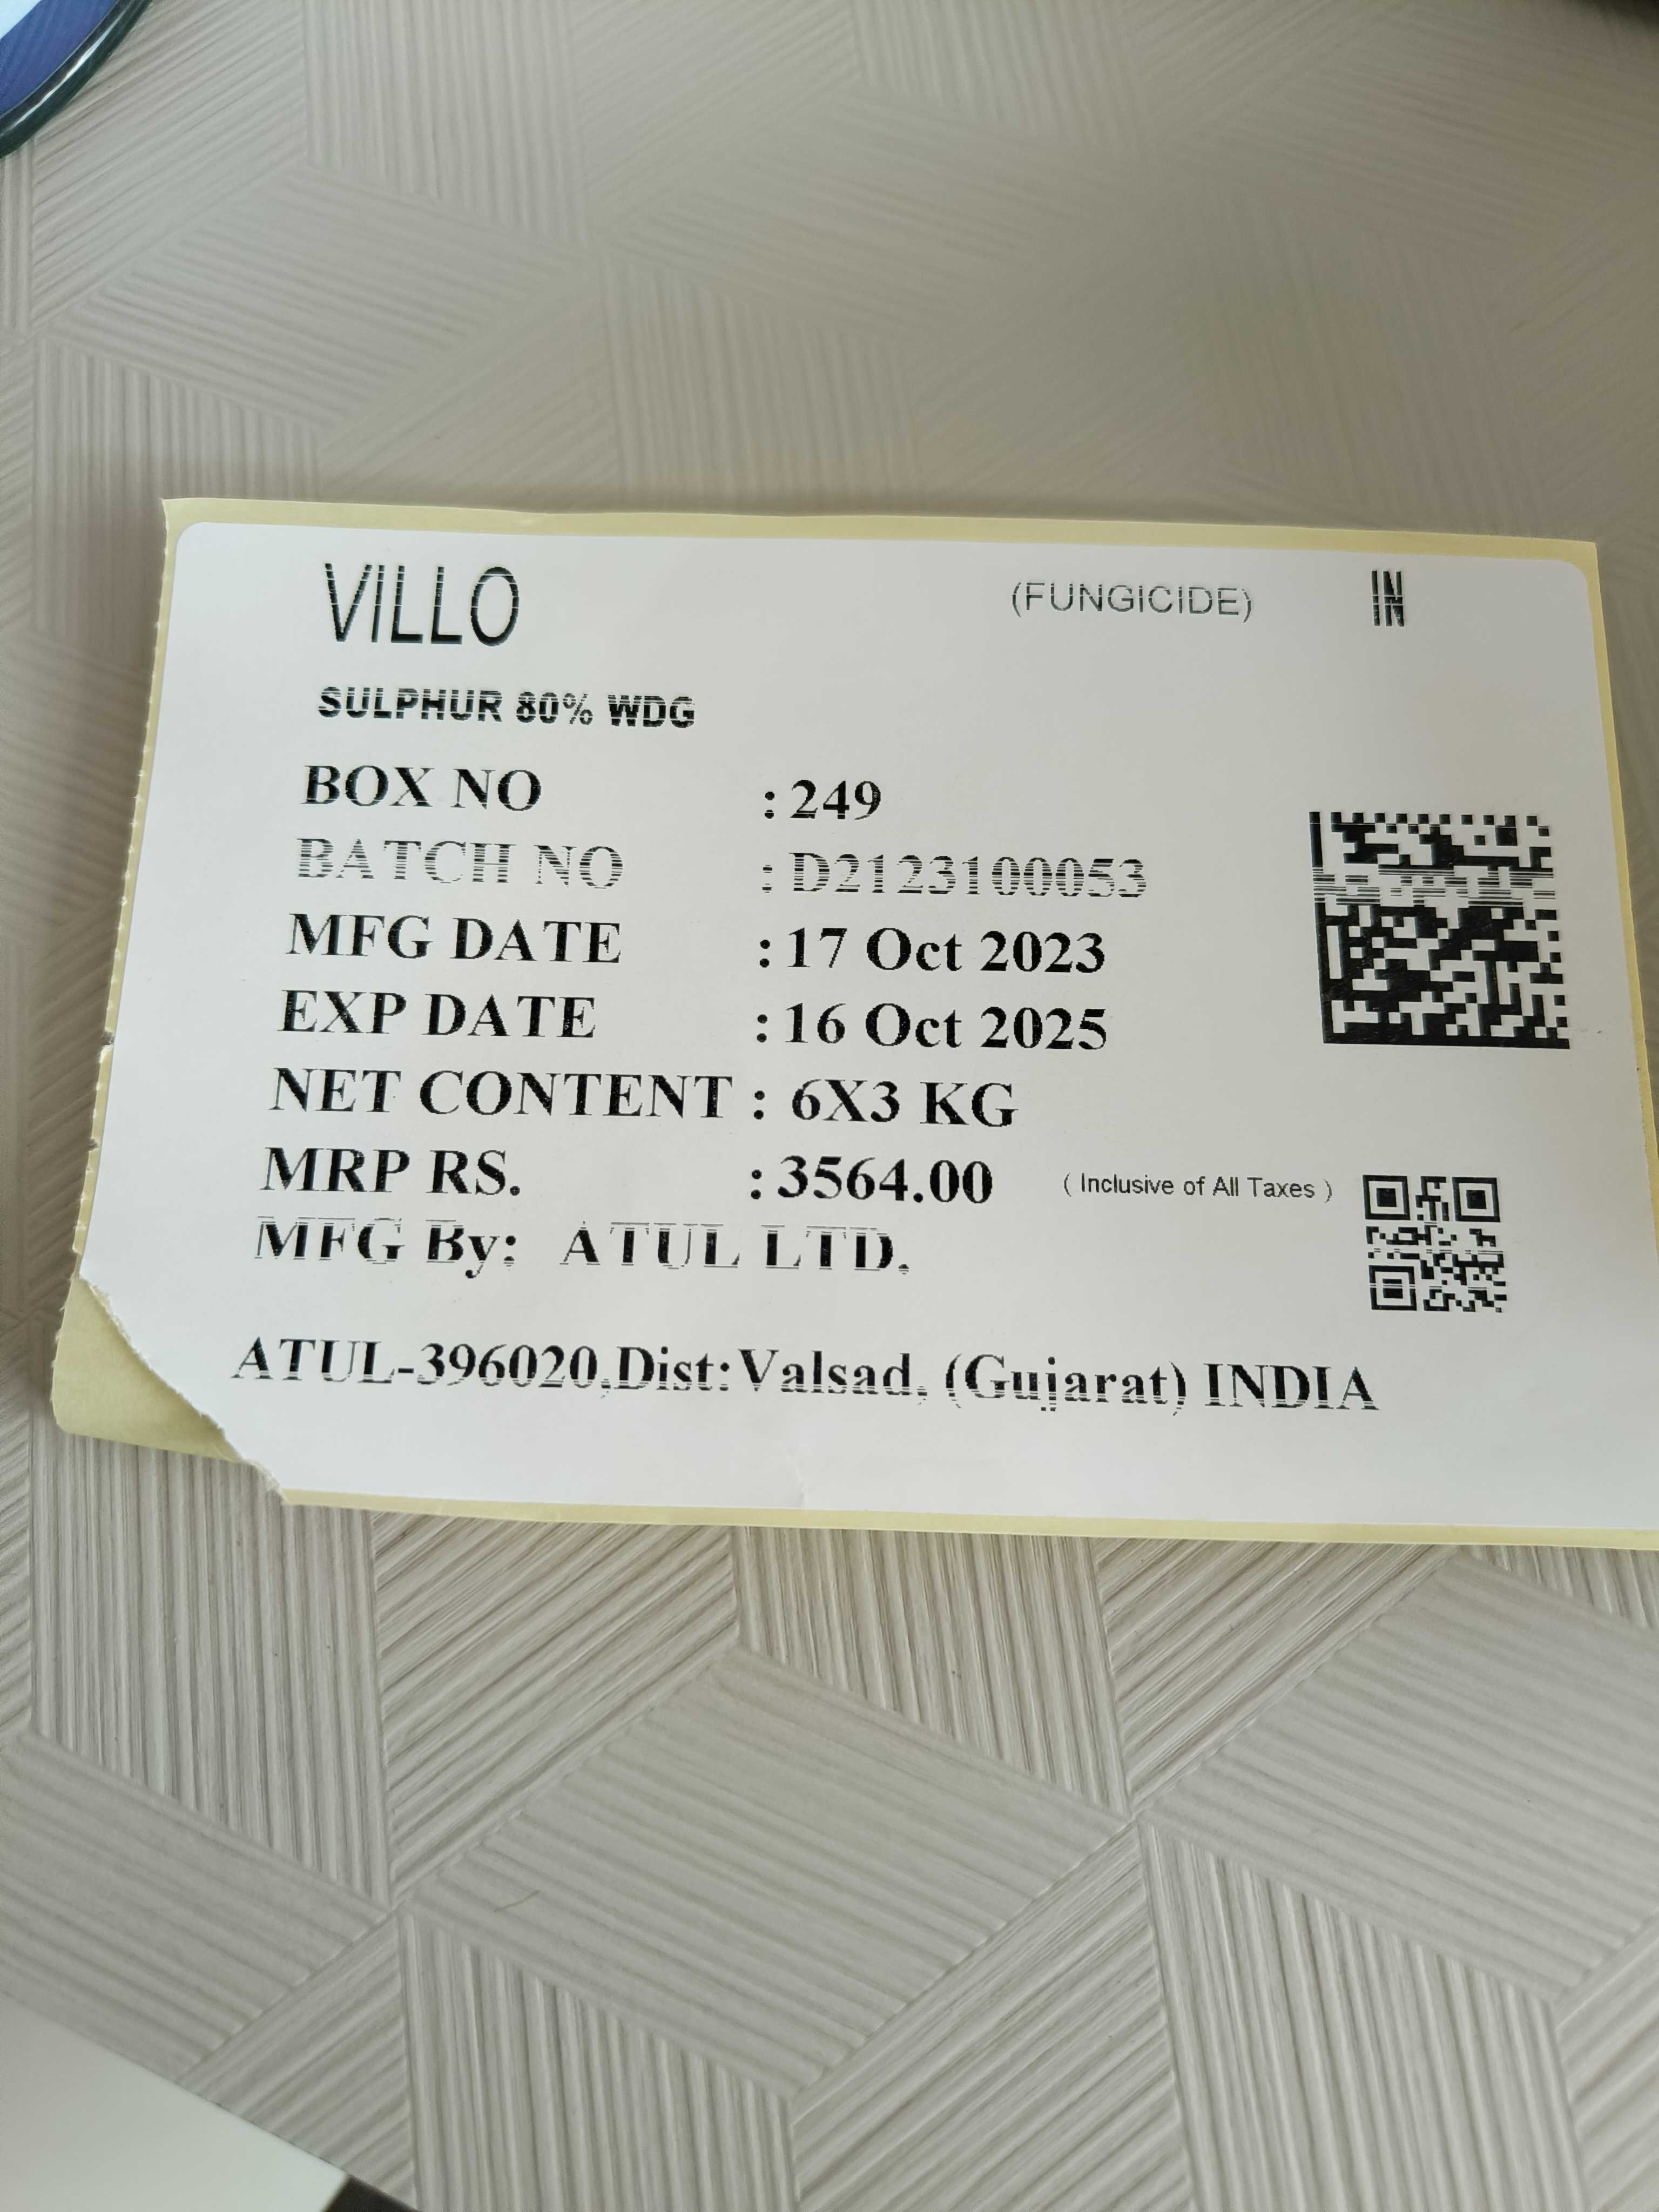 VILLO (FUNGICIDE) IN
SULPHUR 80% WDG
BOX NO : 249
BATCH NO : D2123100053
MFG DATE : 17 Oct 2023
EXP DATE : 16 Oct 2025
NET CONTENT : 6X3 KG
MRP RS. : 3564.00 ( Inclusive of All Taxes )
MFG By: ATUL LTD.
ATUL-396020,Dist:Valsad, (Gujarat) INDIA